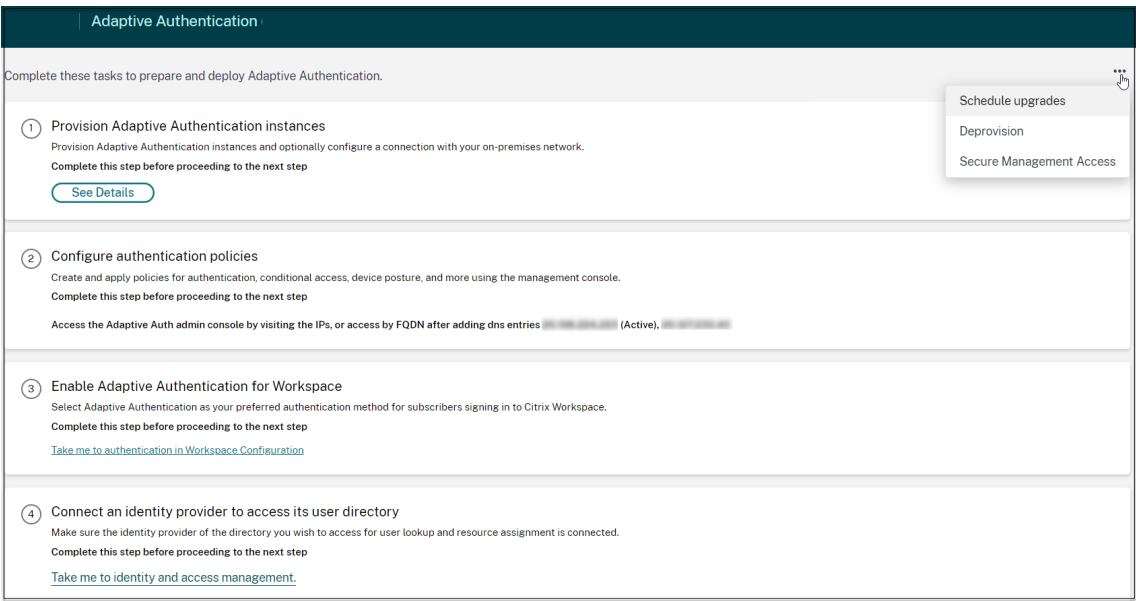 Adaptive Authentication
Complete these tasks to prepare and deploy Adaptive Authentication.
Schedule upgrades
Deprovision
Secure Management Access
1
Provision Adaptive Authentication instances
Provision Adaptive Authentication instances and optionally configure a connection with your on-premises network.
Complete this step before proceeding to the next step
See Details
2
Configure authentication policies
Create and apply policies for authentication, conditional access, device posture, and more using the management console.
Complete this step before proceeding to the next step
Access the Adaptive Auth admin console by visiting the IPs, or access by FQDN after adding dns entries (Active),
3
Enable Adaptive Authentication for Workspace
Select Adaptive Authentication as your preferred authentication method for subscribers signing in to Citrix Workspace.
Complete this step before proceeding to the next step
Take me to authentication in Workspace Configuration
4
Connect an identity provider to access its user directory
Make sure the identity provider of the directory you wish to access for user lookup and resource assignment is connected.
Complete this step before proceeding to the next step
Take me to identity and access management.